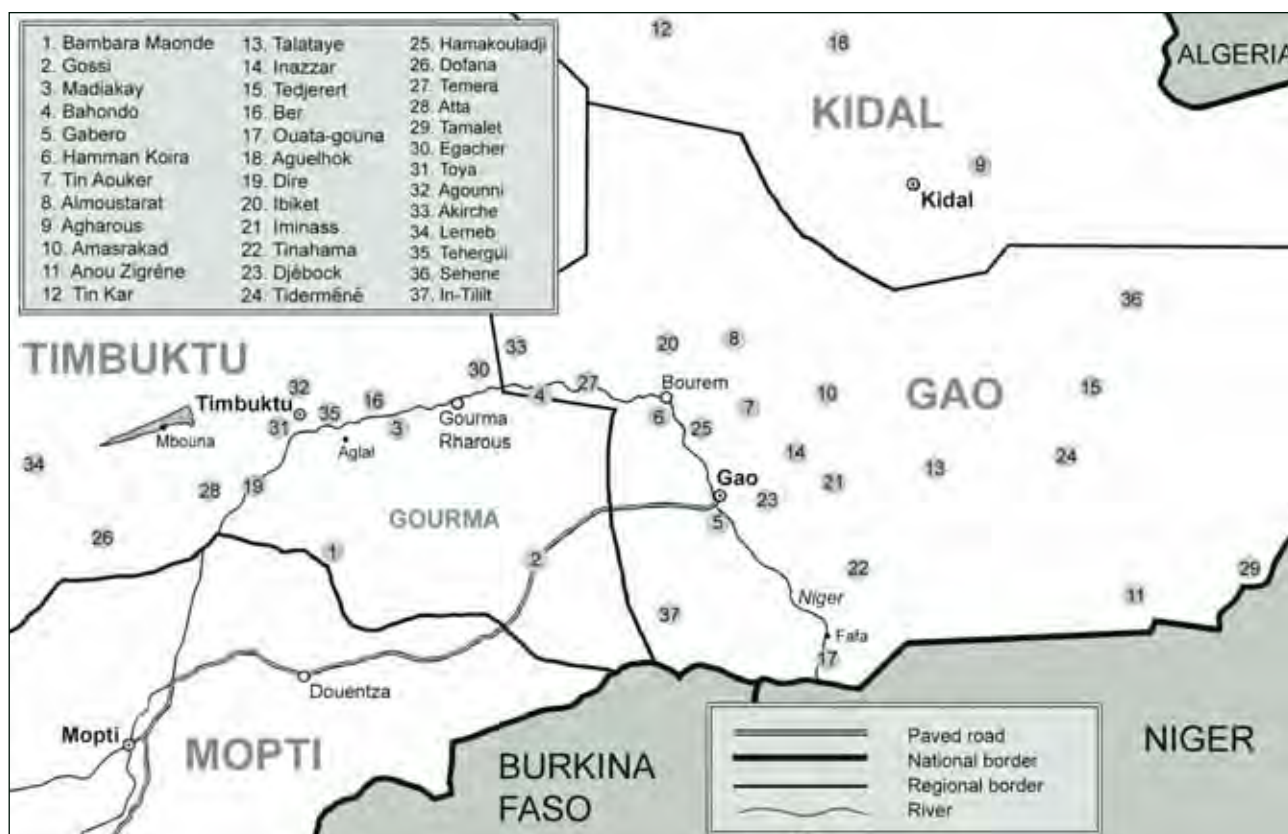 1. Bambara Maonde
2. Gossi
3. Madiakay
4. Bahondo
5. Gabero
6. Hamman Koira
7. Tin Aouker
8. Almoustarat
9. Agharous
10. Amasrakad
11. Anou Zigrène
12. Tin Kar
13. Talataye
14. Inazzar
15. Tedjerert
16. Ber
17. Ouata-gouna
18. Aguelhok
19. Dire
20. Ibiket
21. Iminass
22. Tinahama
23. Djébock
24. Tidermēnē
25. Hamakouladji
26. Dofana
27. Temera
28. Atta
29. Tamalet
30. Egacher
31. Toya
32. Agounni
33. Akirche
34. Lerneb
35. Tehergui
36. Sehene
37. In-Tililt
12
18
ALGERIA
KIDAL
9
Kidal
36
TIMBUKTU
33
20
8
30
27
Bourem
32
Timbuktu
35
16
4
10
15
GAO
Mbouna
31
3
Gourma
Rharous
6
7
25
Aglal
34
14
13
24
28
19
Gao
23
21
GOURMA
5
26
1
2
22
29
37
Niger
11
Fafa
17
Douentza
Mopti
MOPTI
BURKINA
FASO
NIGER
Paved road
National border
Regional border
River